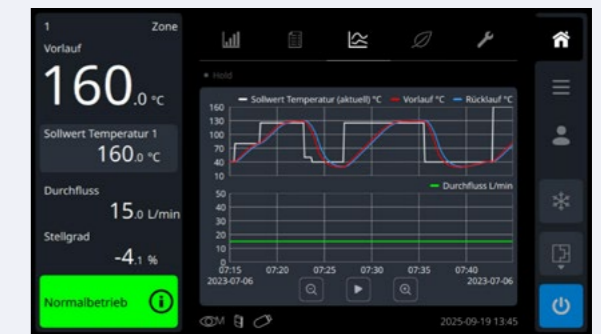 1 Zone
Vorlauf
160.0 °C
Sollwert Temperatur 1
160.0 °C
Durchfluss
15.0 L/min
Stellgrad
-4.1 %
Normalbetrieb
Hold
Sollwert Temperatur (aktuell) °C Vorlauf °C Rücklauf °C
160
130
100
70
40
10
Durchfluss L/min
50
40
30
20
10
0
07:15 07:20 07:25 07:30 07:35 07:40
2023-07-06 2023-07-06
M
2025-09-19 13:45